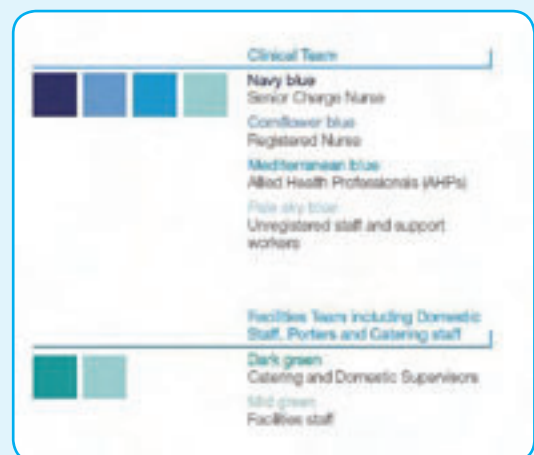 Clinical Team
Navy blue
Senior Charge Nurse
Cornflower blue
Registered Nurse
Mediterranean blue
Allied Health Professionals (AHPs)
Pale sky blue
Unregistered staff and support
workers
Facilities Team including Domestic
Staff, Porters and Catering staff
Dark green
Catering and Domestic Supervisors
Mid green
Facilities staff